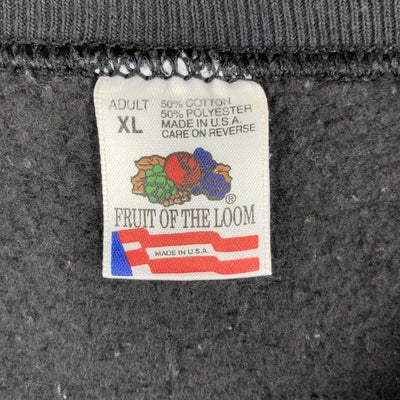 ADULT
XL
50% COTTON
50% POLYESTER
MADE IN U.S.A.
CARE ON REVERSE
®
FRUIT OF THE LOOM
MADE IN U.S.A.